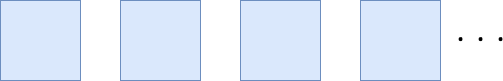 . . .